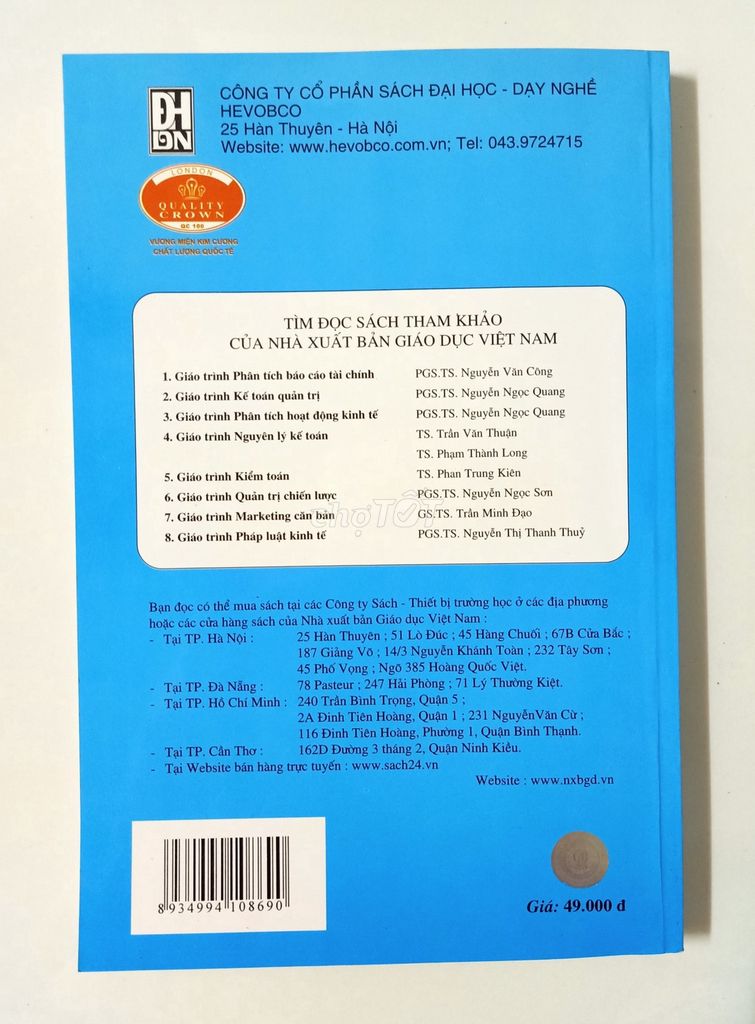 ĐH
DN
CÔNG TY CỔ PHẦN SÁCH ĐẠI HỌC - DẠY NGHỀ
HEVOBCO
25 Hàn Thuyên - Hà Nội
Website: www.hevobco.com.vn; Tel: 043.9724715
LONDON
QUALITY
CROWN
QC 100
VƯƠNG MIỆN KIM CƯƠNG
CHẤT LƯỢNG QUỐC TẾ
TÌM ĐỌC SÁCH THAM KHẢO
CỦA NHÀ XUẤT BẢN GIÁO DỤC VIỆT NAM
1. Giáo trình Phân tích báo cáo tài chính PGS.TS. Nguyễn Văn Công
2. Giáo trình Kế toán quản trị PGS.TS. Nguyễn Ngọc Quang
3. Giáo trình Phân tích hoạt động kinh tế PGS.TS. Nguyễn Ngọc Quang
4. Giáo trình Nguyên lý kế toán TS. Trần Văn Thuận
TS. Phạm Thành Long
5. Giáo trình Kiểm toán TS. Phan Trung Kiên
6. Giáo trình Quản trị chiến lược PGS.TS. Nguyễn Ngọc Sơn
7. Giáo trình Marketing căn bản GS.TS. Trần Minh Đạo
8. Giáo trình Pháp luật kinh tế PGS.TS. Nguyễn Thị Thanh Thuỷ
chợTỐT
Bạn đọc có thể mua sách tại các Công ty Sách - Thiết bị trường học ở các địa phương
hoặc các cửa hàng sách của Nhà xuất bản Giáo dục Việt Nam :
- Tại TP. Hà Nội : 25 Hàn Thuyên ; 51 Lò Đúc ; 45 Hàng Chuối ; 67B Cửa Bắc ;
187 Giảng Võ ; 14/3 Nguyễn Khánh Toàn ; 232 Tây Sơn ;
45 Phố Vọng ; Ngõ 385 Hoàng Quốc Việt.
- Tại TP. Đà Nẵng : 78 Pasteur ; 247 Hải Phòng ; 71 Lý Thường Kiệt.
- Tại TP. Hồ Chí Minh : 240 Trần Bình Trọng, Quận 5 ;
2A Đinh Tiên Hoàng, Quận 1 ; 231 NguyễnVăn Cừ ;
116 Đinh Tiên Hoàng, Phường 1, Quận Bình Thạnh.
- Tại TP. Cần Thơ : 162D Đường 3 tháng 2, Quận Ninh Kiều.
- Tại Website bán hàng trực tuyến : www.sach24.vn
Website : www.nxbgd.vn
8 934994 108690
Giá: 49.000 đ